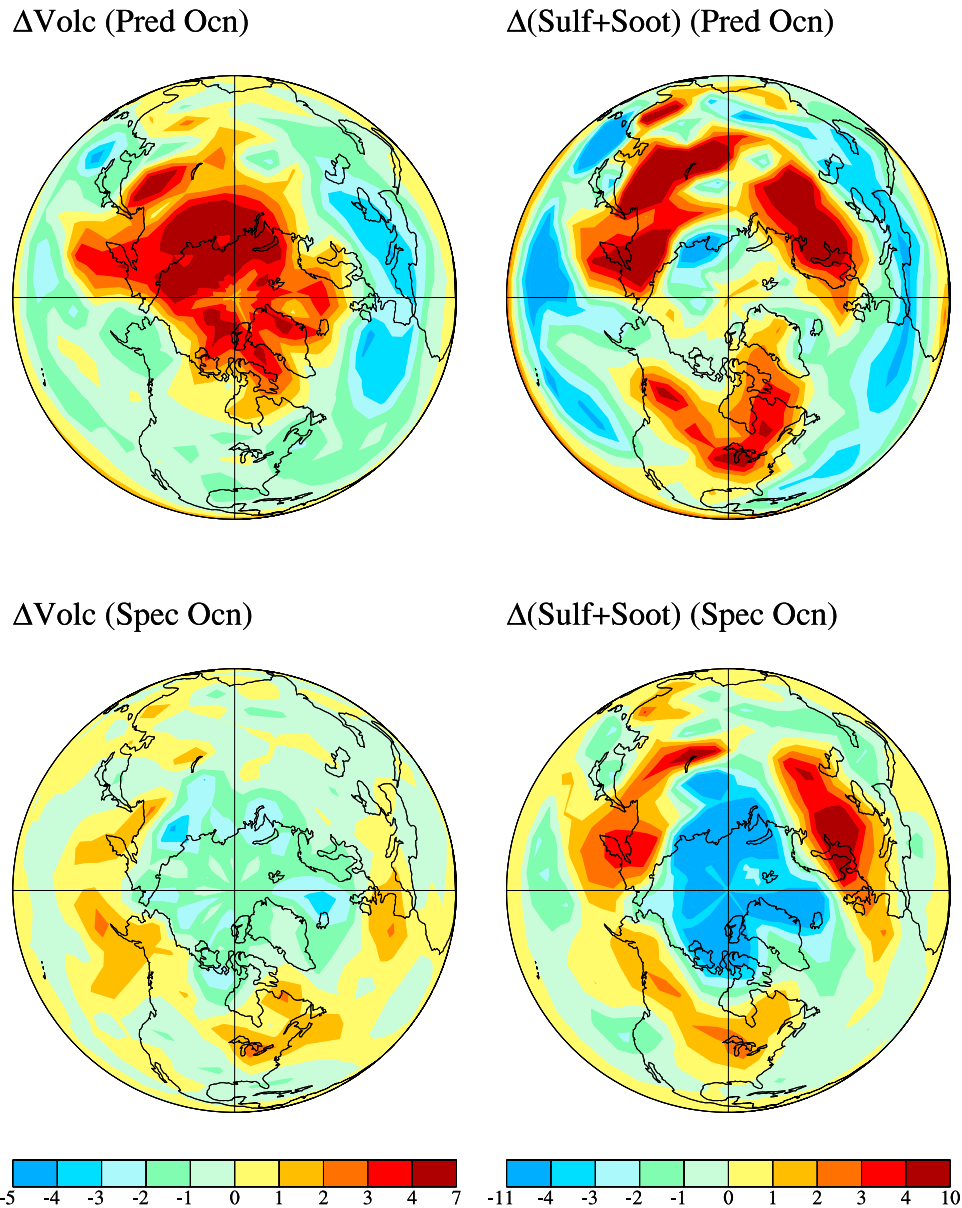 ΔVolc (Pred Ocn)
Δ(Sulf+Soot) (Pred Ocn)
ΔVolc (Spec Ocn)
Δ(Sulf+Soot) (Spec Ocn)
-5 -4 -3 -2 -1 0 1 2 3 4 7
-11 -4 -3 -2 -1 0 1 2 3 4 10